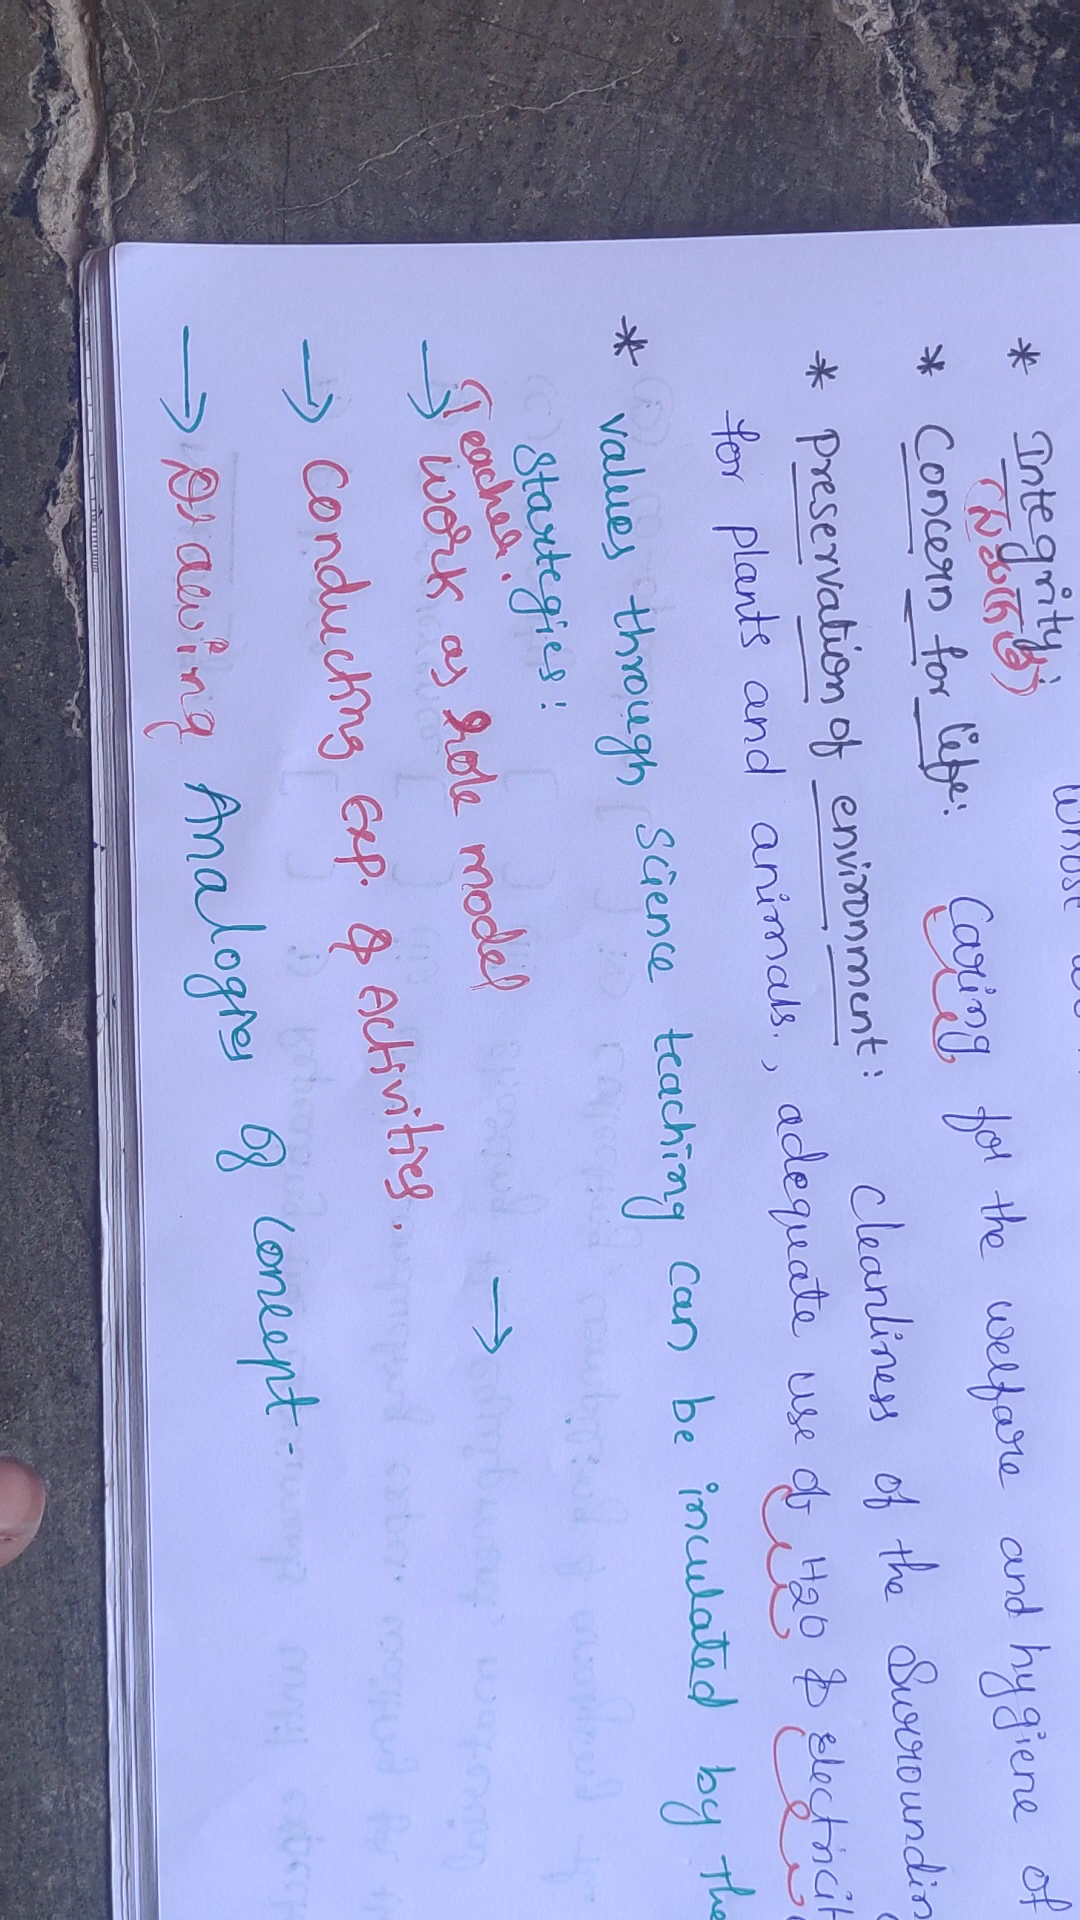 whose
* Integrity:
* Concern for life: Caring for the welfare and hygiene of
* Preservation of environment: cleanliness of the Surroundin
for plants and animals., adequate use of H2O & electricit
* values through science teaching can be inculated by the
startegies:
(Teacher.
→ work as role model →
→ Conducting Exp. & Activities.
→ Drawing Analogies of concept-